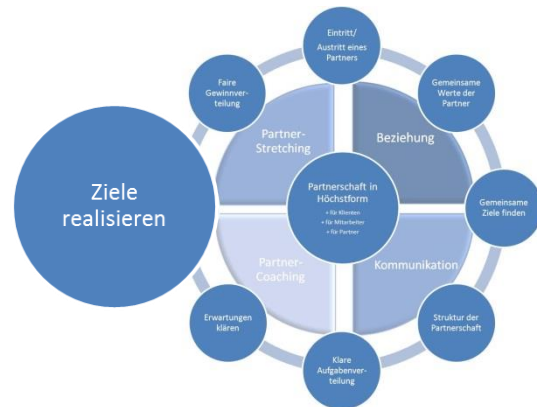 Eintritt/
Austritt eines
Partners
Faire
Gewinnver-
teilung
Gemeinsame
Werte der
Partner
Partner-
Stretching
Beziehung
Ziele
realisieren
Partnerschaft in
Höchstform
+ für Klienten
+ für Mitarbeiter
+ für Partner
Gemeinsame
Ziele finden
Partner-
Coaching
Kommunikation
Erwartungen
klären
Struktur der
Partnerschaft
Klare
Aufgabenver-
teilung